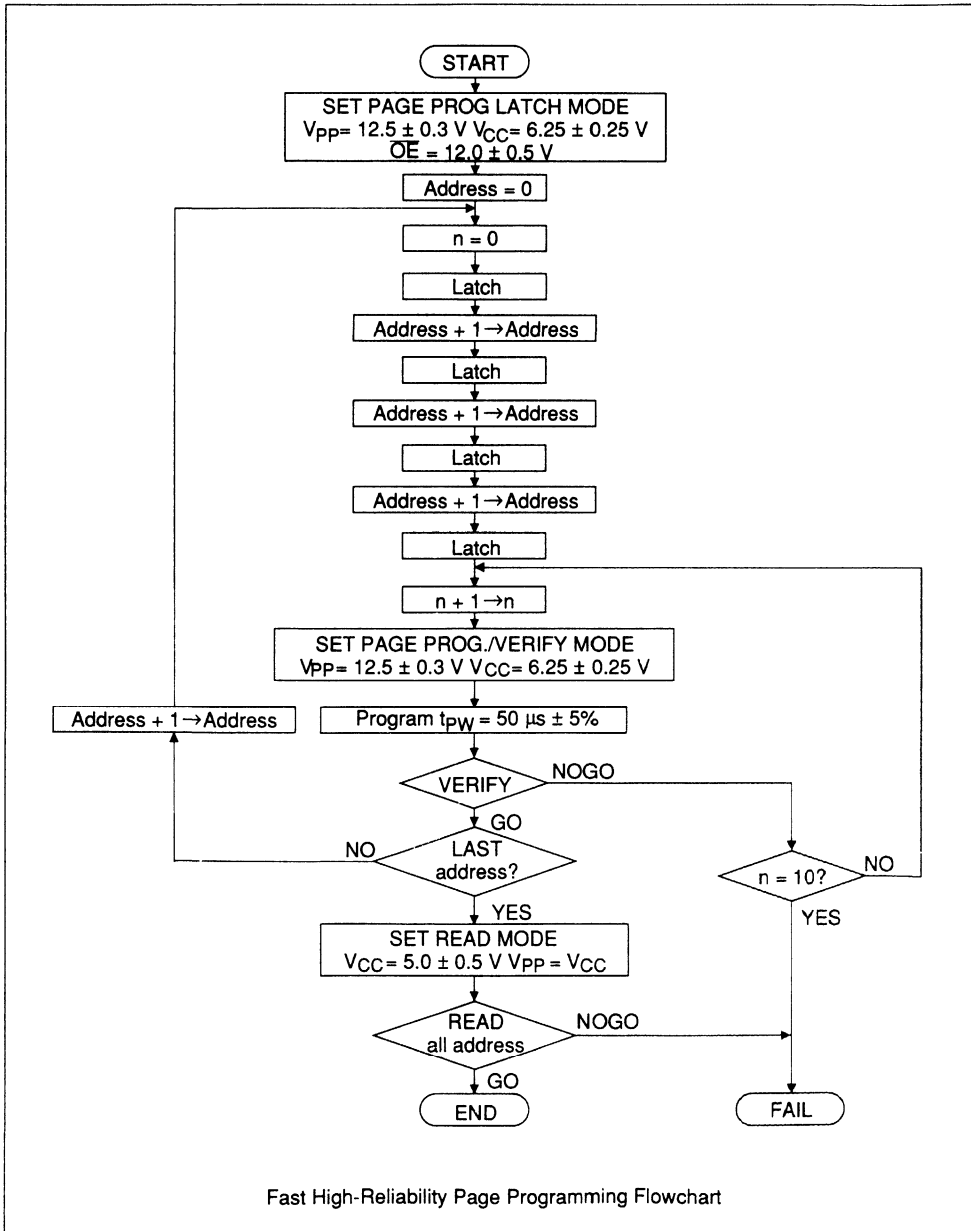 START
SET PAGE PROG LATCH MODE
VPP= 12.5 ± 0.3 V VCC= 6.25 ± 0.25 V
O̅E̅ = 12.0 ± 0.5 V
Address = 0
n = 0
Latch
Address + 1→Address
Latch
Address + 1→Address
Latch
Address + 1→Address
Latch
n + 1→n
SET PAGE PROG./VERIFY MODE
VPP= 12.5 ± 0.3 V VCC= 6.25 ± 0.25 V
Address + 1→Address
Program tPW = 50 µs ± 5%
VERIFY
NOGO
GO
NO
LAST
address?
n = 10?
NO
YES
YES
SET READ MODE
VCC= 5.0 ± 0.5 V VPP = VCC
READ
all address
NOGO
GO
END
FAIL
Fast High-Reliability Page Programming Flowchart